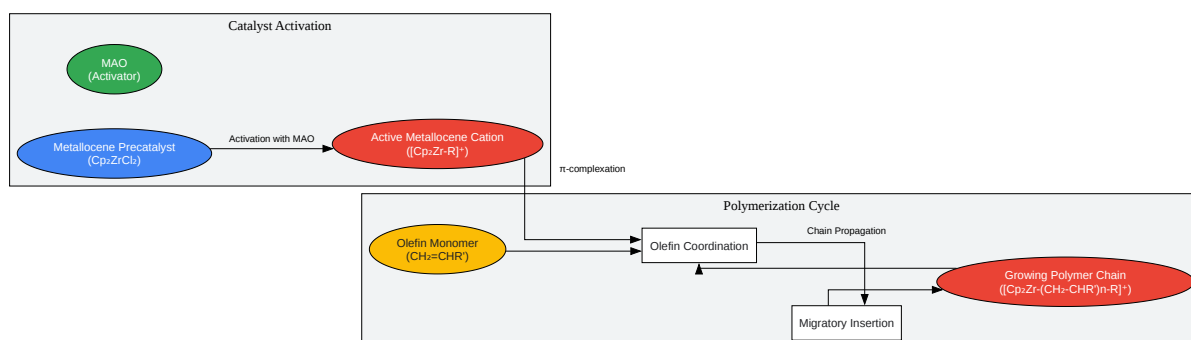 Catalyst Activation
MAO
(Activator)
Metallocene Precatalyst
(Cp₂ZrCl₂)
Activation with MAO
Active Metallocene Cation
([Cp₂Zr-R]⁺)
π-complexation
Polymerization Cycle
Olefin Monomer
(CH₂=CHR')
Olefin Coordination
Chain Propagation
Growing Polymer Chain
([Cp₂Zr-(CH₂-CHR')n-R]⁺)
Migratory Insertion